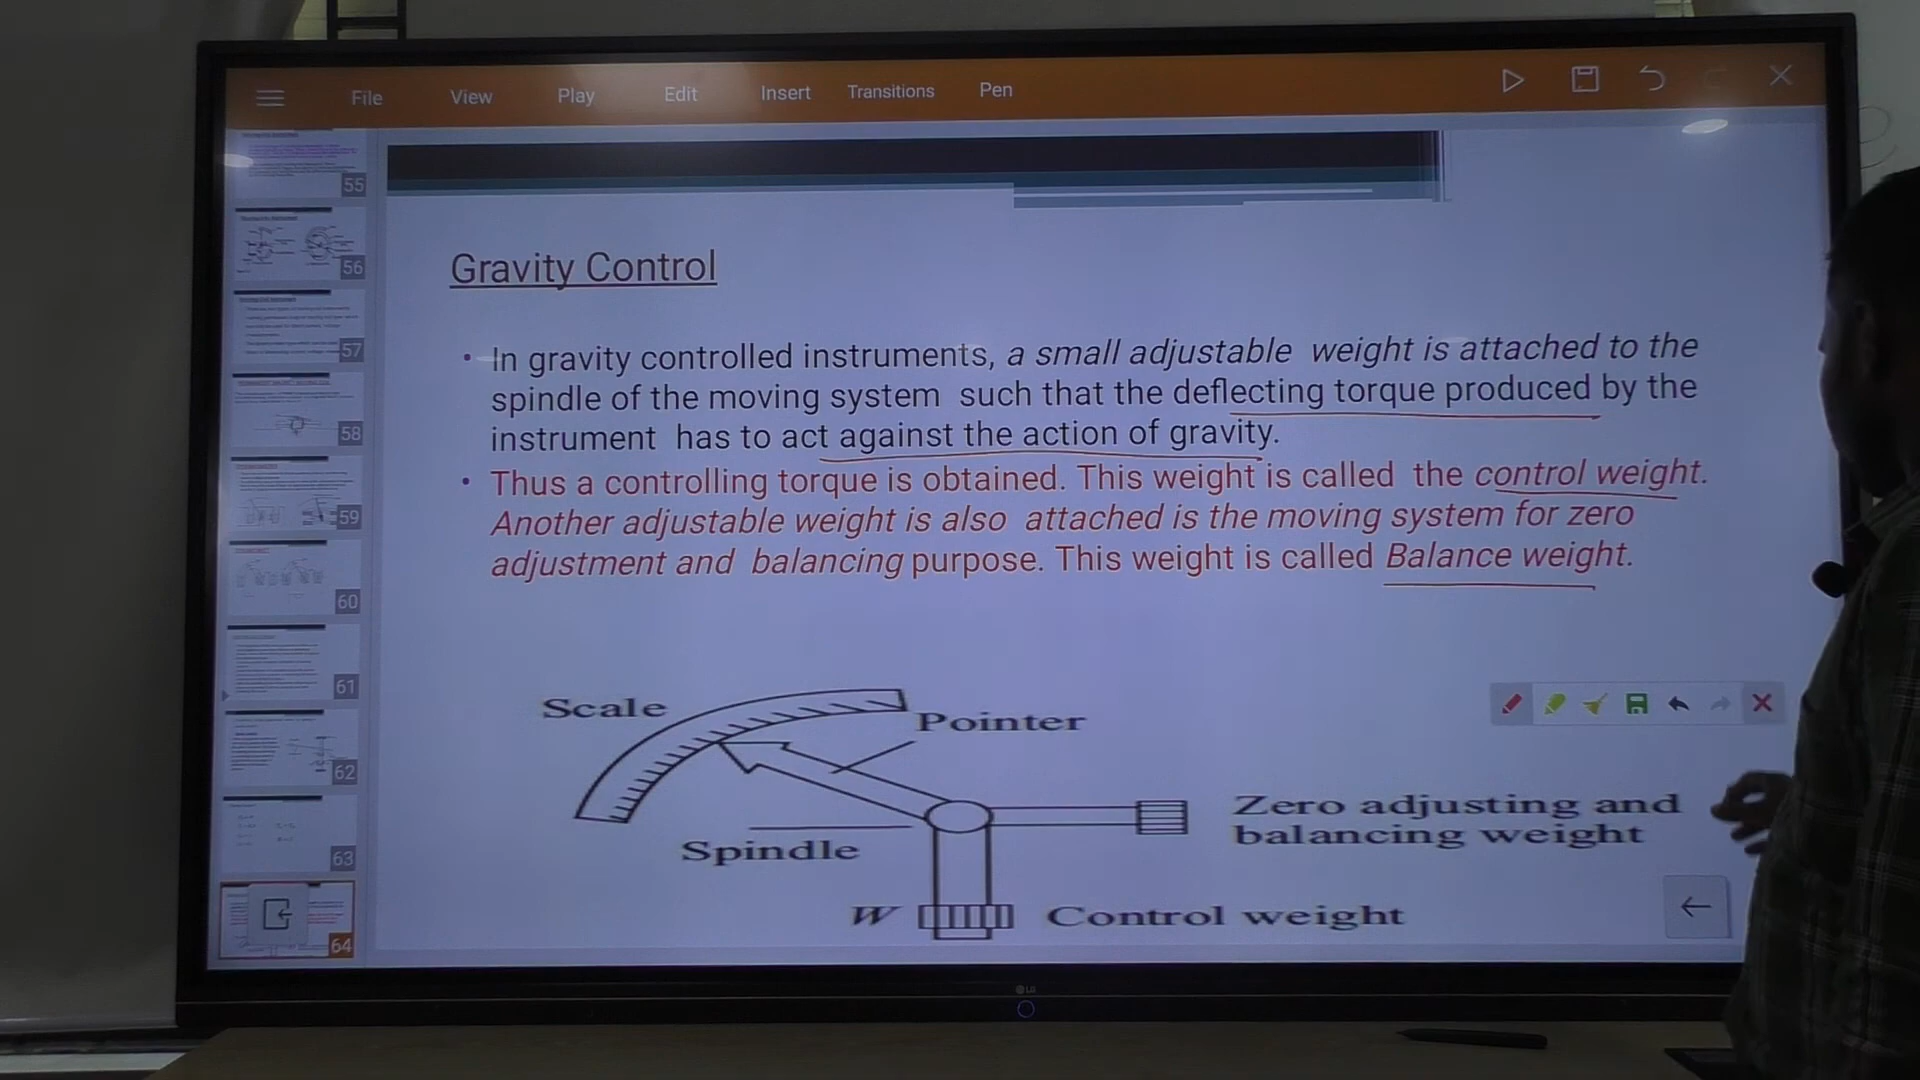 File View Play Edit Insert Transitions Pen
55
56
57
58
59
60
61
62
63
64
Gravity Control
• In gravity controlled instruments, a small adjustable weight is attached to the
spindle of the moving system such that the deflecting torque produced by the
instrument has to act against the action of gravity.
• Thus a controlling torque is obtained. This weight is called the control weight.
Another adjustable weight is also attached is the moving system for zero
adjustment and balancing purpose. This weight is called Balance weight.
Scale
Pointer
Zero adjusting and
balancing weight
Spindle
W
Control weight
LG